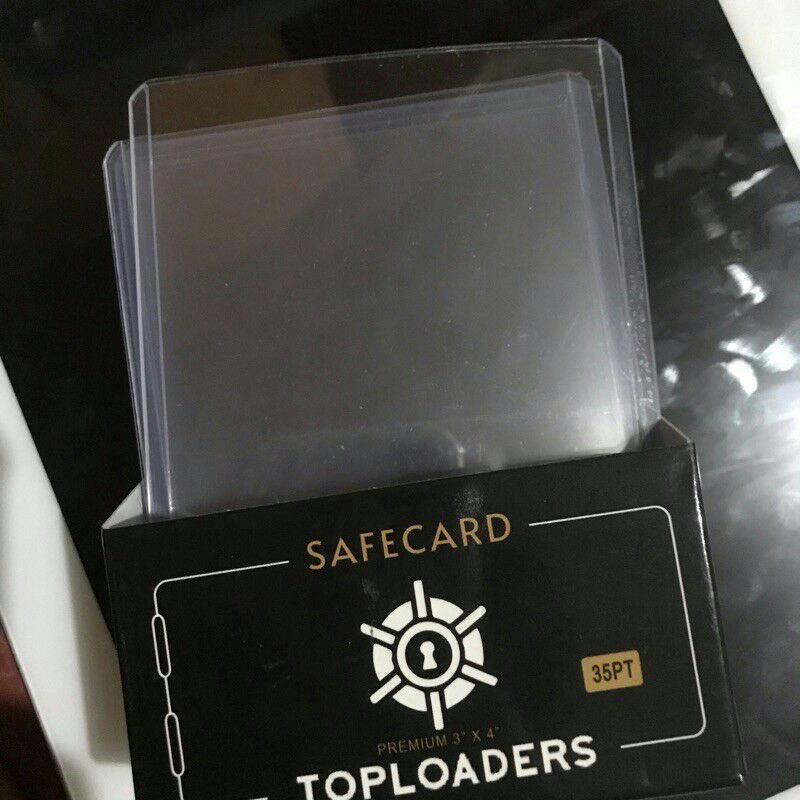 SAFECARD
35PT
PREMIUM 3" X 4"
TOPLOADERS